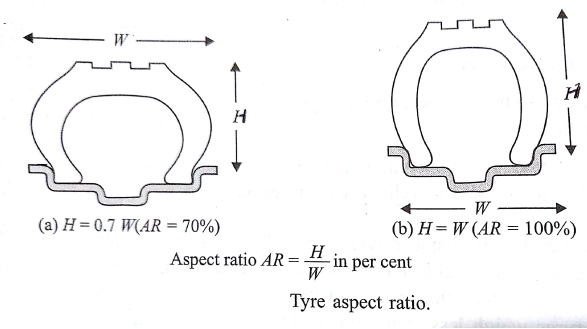 W
H
H
W
(a) H = 0.7 W(AR = 70%)
(b) H = W (AR = 100%)
Aspect ratio AR = H/W in per cent
Tyre aspect ratio.